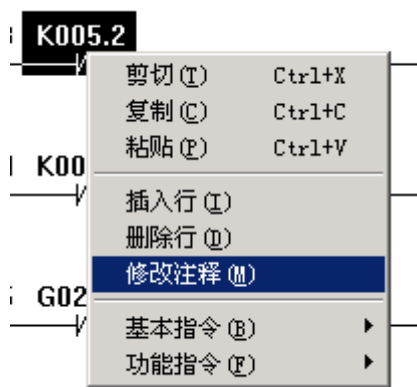 K005.2
剪切(T) Ctrl+X
复制(C) Ctrl+C
粘贴(P) Ctrl+V
K00
插入行(I)
删除行(D)
修改注释(M)
G02
基本指令(B)
功能指令(F)